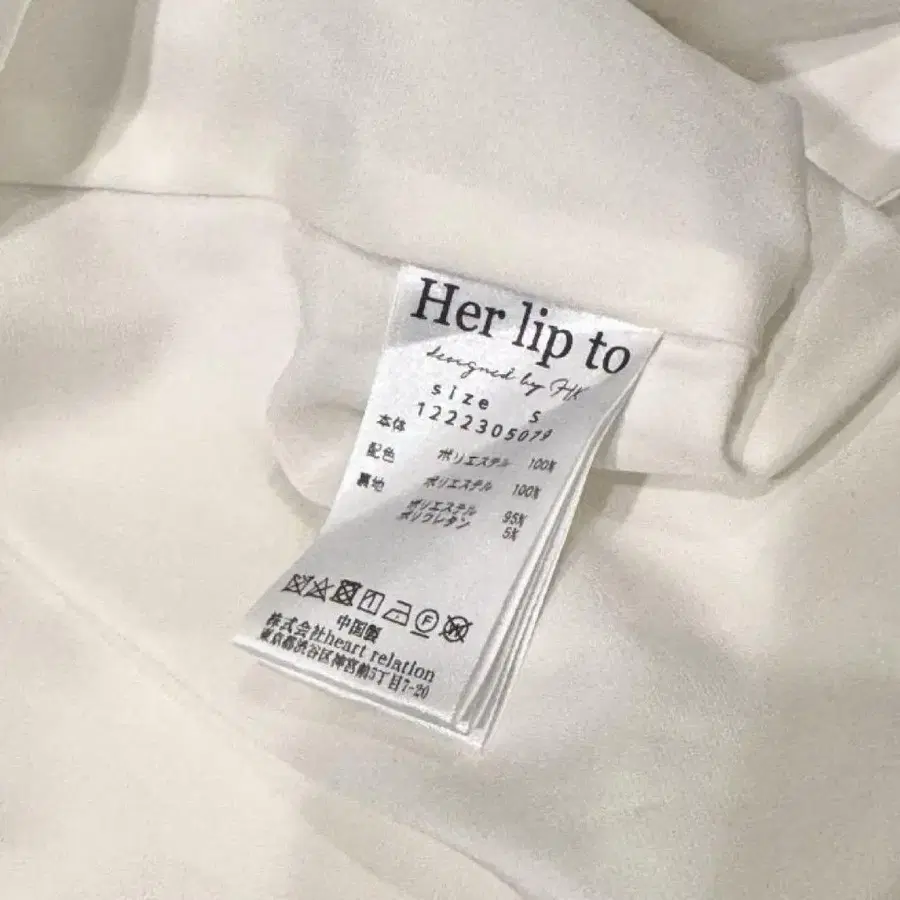 Her lip to
designed by HK
size S
1222305079
本体 ポリエステル 100%
配色 ポリエステル 100%
裏地 ポリエステル 95%
ポリウレタン 5%
中国製
株式会社heart relation
東京都渋谷区神宮前5丁目7-20